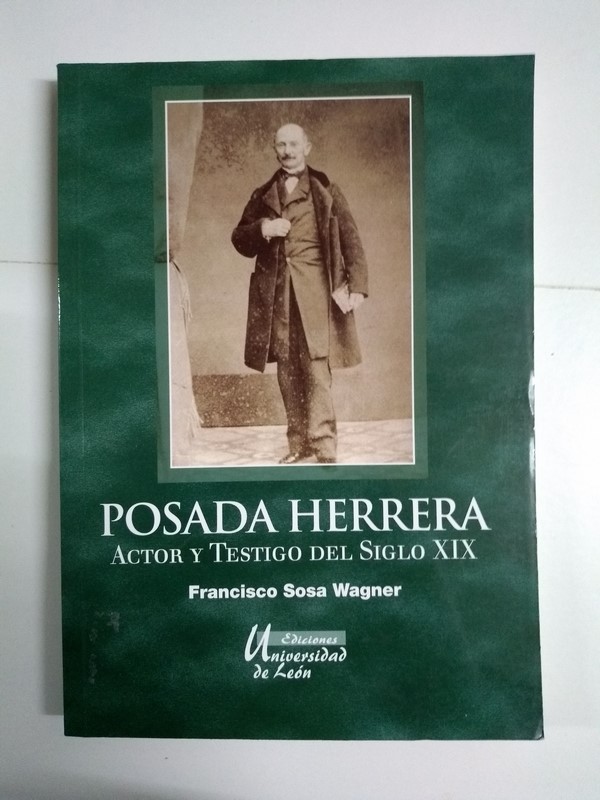 POSADA HERRERA
ACTOR Y TESTIGO DEL SIGLO XIX
Francisco Sosa Wagner
Ediciones
Universidad
de León